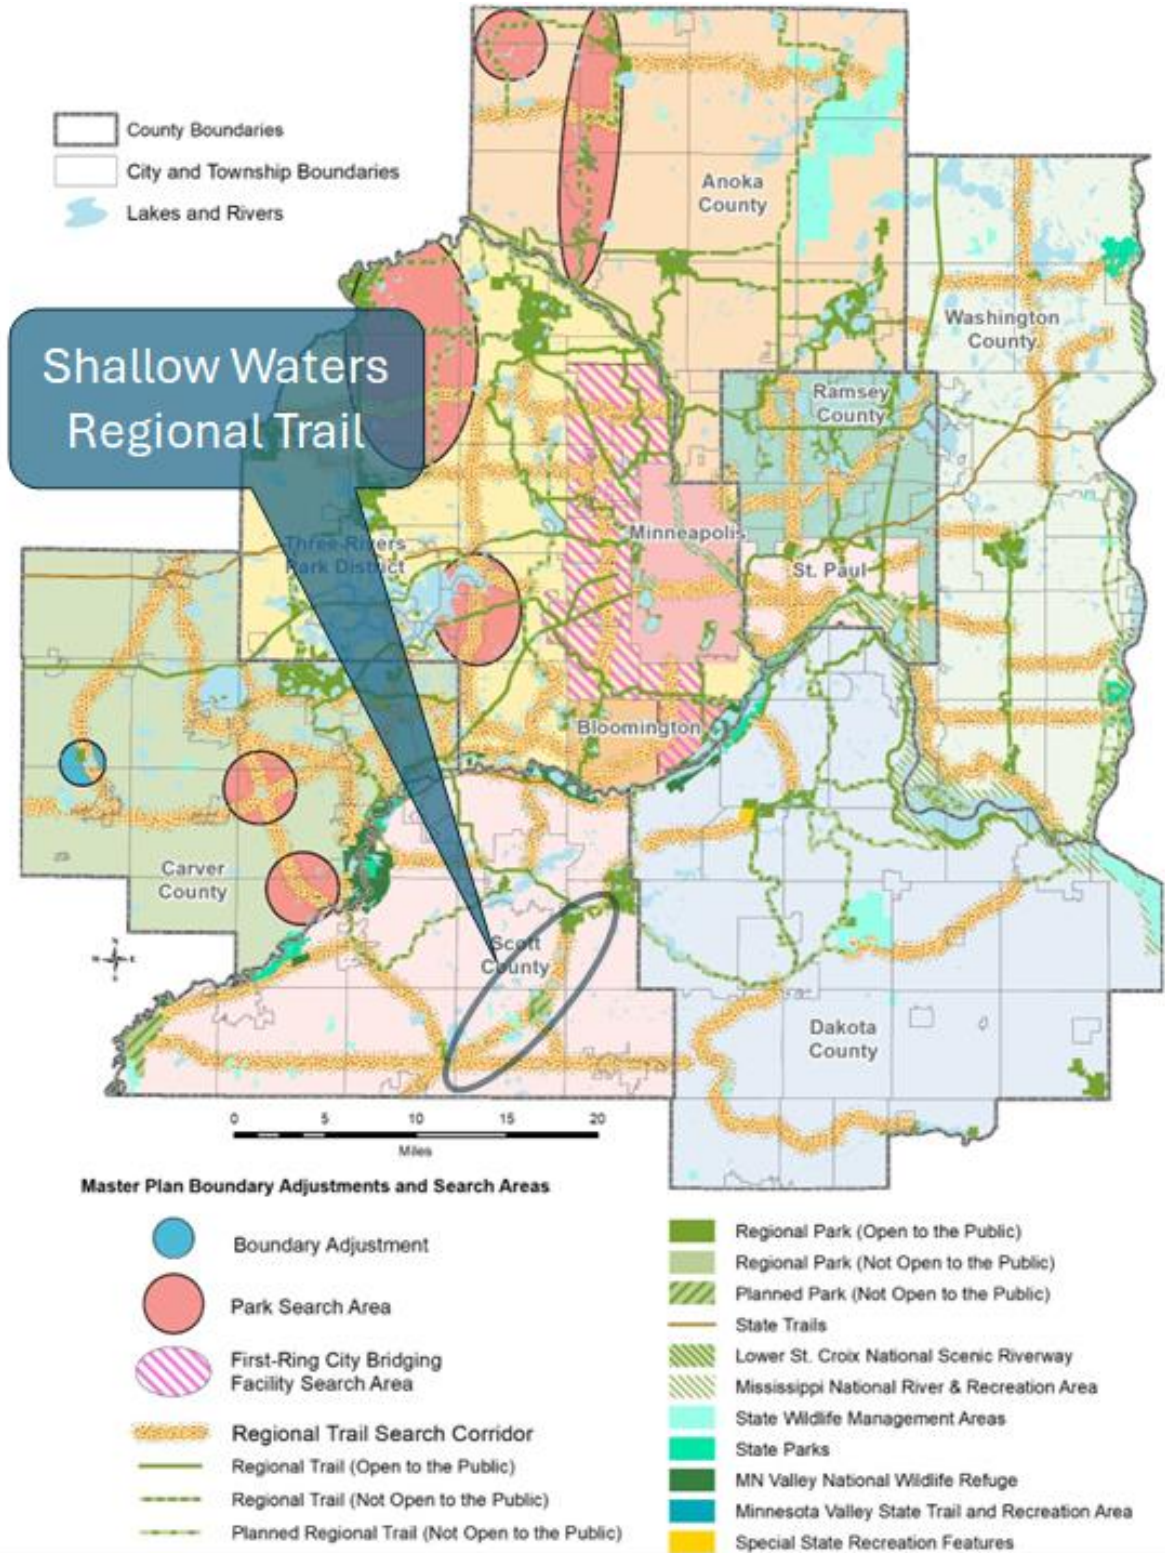 County Boundaries
City and Township Boundaries
Lakes and Rivers
Anoka
County
Washington
County
Shallow Waters
Regional Trail
Ramsey
County
Minneapolis
Three Rivers
Park District
St. Paul
Bloomington
Carver
County
Scott
County
Dakota
County
N
W
E
S
0 5 10 15 20
Miles
Master Plan Boundary Adjustments and Search Areas
Boundary Adjustment
Park Search Area
First-Ring City Bridging
Facility Search Area
Regional Trail Search Corridor
Regional Trail (Open to the Public)
Regional Trail (Not Open to the Public)
Planned Regional Trail (Not Open to the Public)
Regional Park (Open to the Public)
Regional Park (Not Open to the Public)
Planned Park (Not Open to the Public)
State Trails
Lower St. Croix National Scenic Riverway
Mississippi National River & Recreation Area
State Wildlife Management Areas
State Parks
MN Valley National Wildlife Refuge
Minnesota Valley State Trail and Recreation Area
Special State Recreation Features